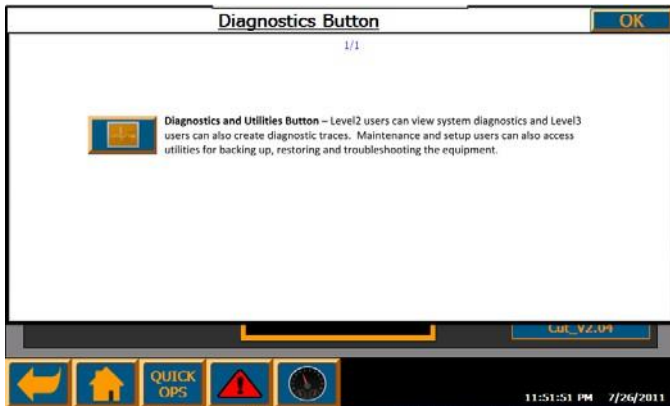 Diagnostics Button
OK
1/1
Diagnostics and Utilities Button – Level2 users can view system diagnostics and Level3
users can also create diagnostic traces. Maintenance and setup users can also access
utilities for backing up, restoring and troubleshooting the equipment.
Cut_V2.04
QUICK
OPS
11:51:51 PM 7/26/2011